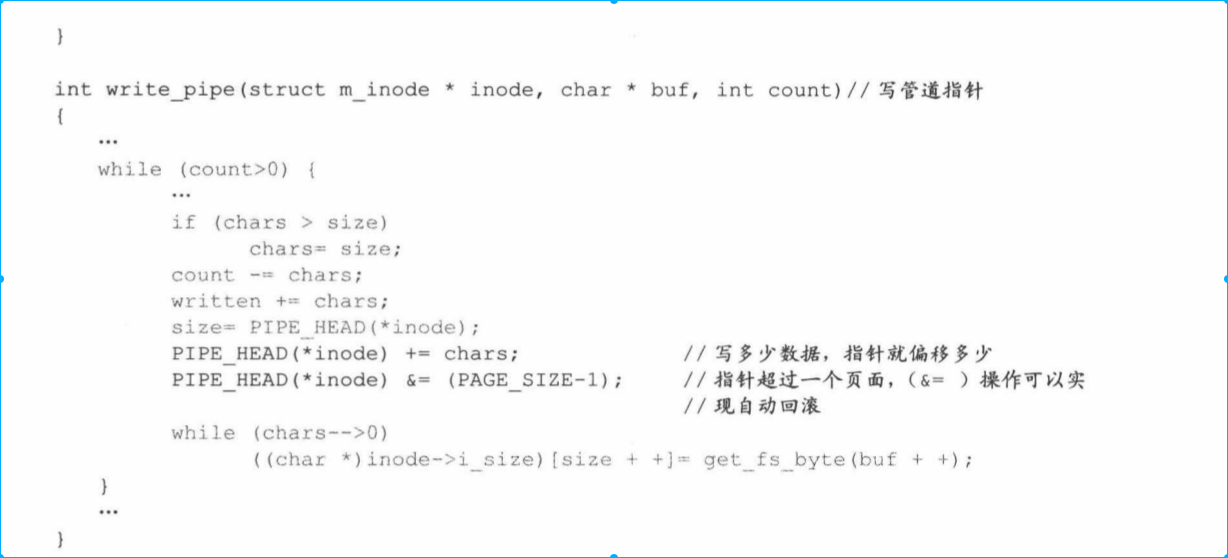 }
int write_pipe(struct m_inode * inode, char * buf, int count)//写管道指针
{
…
while (count>0) {
…
if (chars > size)
chars= size;
count -= chars;
written += chars;
size= PIPE_HEAD(*inode);
PIPE_HEAD(*inode) += chars; //写多少数据，指针就偏移多少
PIPE_HEAD(*inode) &= (PAGE_SIZE-1); //指针超过一个页面，(&= ) 操作可以实
//现自动回滚
while (chars-->0)
((char *)inode->i_size)[size + +]= get_fs_byte(buf + +);
}
…
}